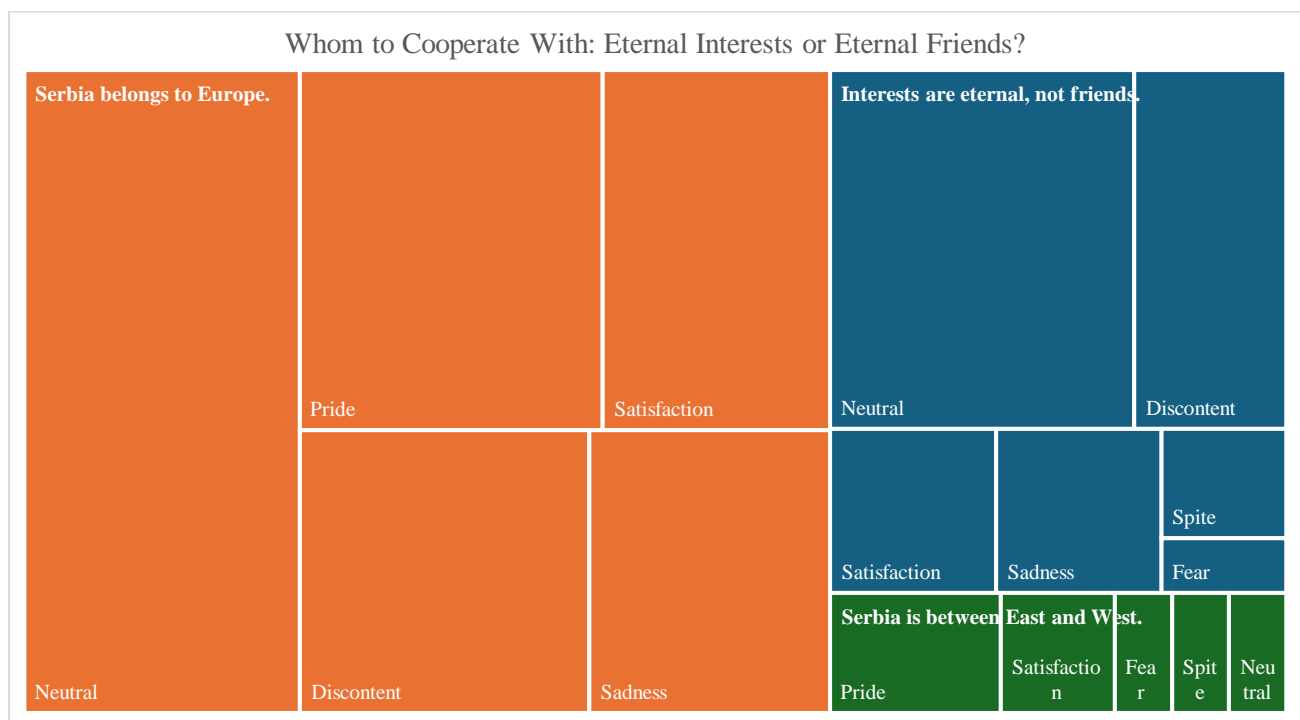 Whom to Cooperate With: Eternal Interests or Eternal Friends?
Serbia belongs to Europe.
Neutral
Pride
Satisfaction
Discontent
Sadness
Interests are eternal, not friends.
Neutral
Discontent
Satisfaction
Sadness
Spite
Fear
Serbia is between East and West.
Pride
Satisfactio
n
Fea
r
Spit
e
Neu
tral